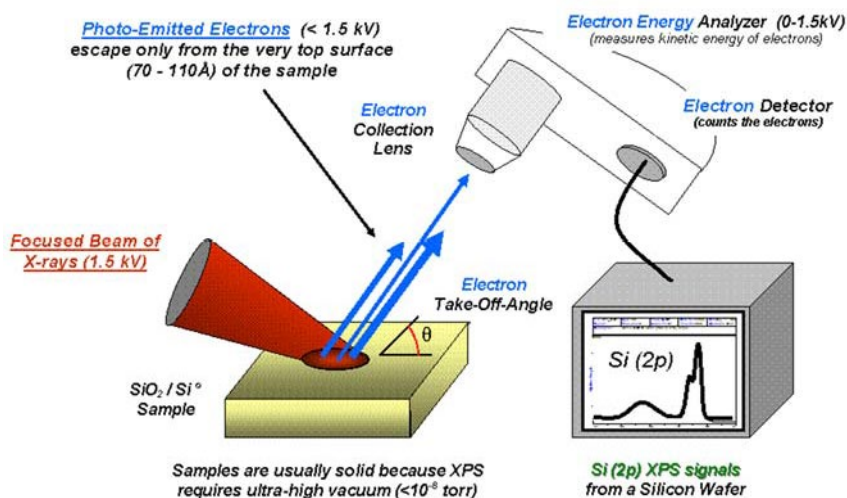 Photo-Emitted Electrons (< 1.5 kV)
escape only from the very top surface
(70 - 110Å) of the sample
Electron Energy Analyzer (0-1.5kV)
(measures kinetic energy of electrons)
Electron Detector
(counts the electrons)
Electron
Collection
Lens
Focused Beam of
X-rays (1.5 kV)
Electron
Take-Off-Angle
θ
Si (2p)
SiO₂ / Si°
Sample
Samples are usually solid because XPS
requires ultra-high vacuum (<10⁻⁸ torr)
Si (2p) XPS signals
from a Silicon Wafer